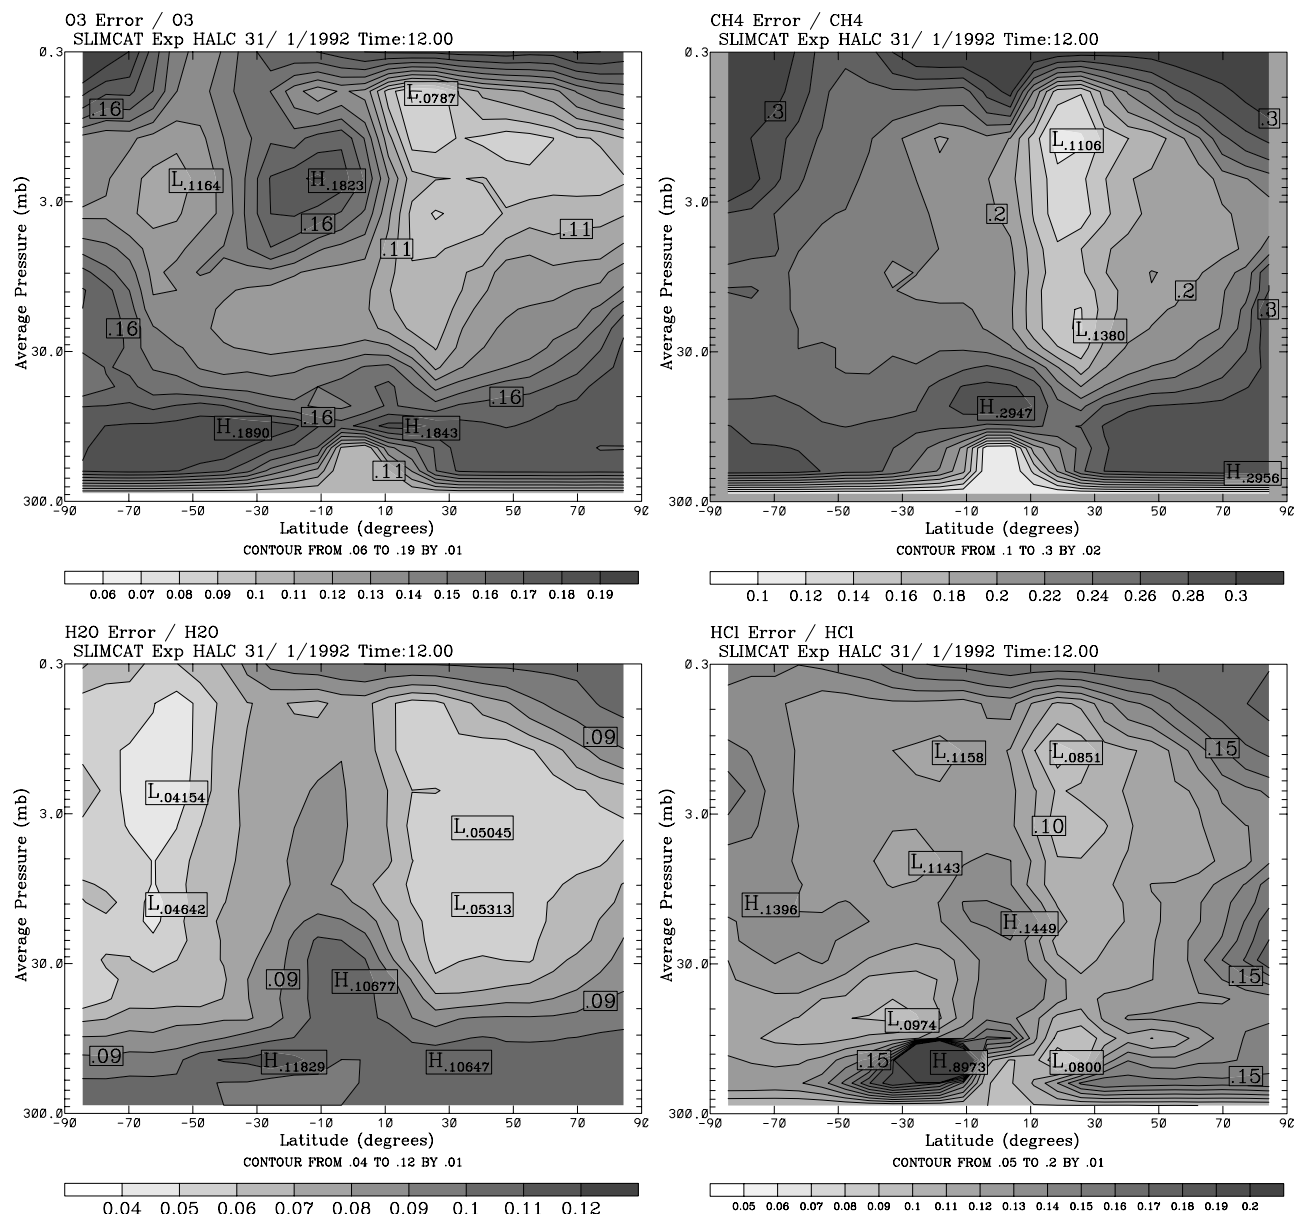 O3 Error / O3
SLIMCAT Exp HALC 31/ 1/1992 Time:12.00
0.3
3.0
30.0
300.0
Average Pressure (mb)
.16
L.0787
L.1164
H.1823
.16
.11
.11
.16
.16
.16
H.1890
H.1843
.11
-90 -70 -50 -30 -10 10 30 50 70 90
Latitude (degrees)
CONTOUR FROM .06 TO .19 BY .01
0.06 0.07 0.08 0.09 0.1 0.11 0.12 0.13 0.14 0.15 0.16 0.17 0.18 0.19
CH4 Error / CH4
SLIMCAT Exp HALC 31/ 1/1992 Time:12.00
0.3
3.0
30.0
300.0
Average Pressure (mb)
.3
.3
L.1106
.2
.2
.3
L.1380
H.2947
H.2956
-90 -70 -50 -30 -10 10 30 50 70 90
Latitude (degrees)
CONTOUR FROM .1 TO .3 BY .02
0.1 0.12 0.14 0.16 0.18 0.2 0.22 0.24 0.26 0.28 0.3
H2O Error / H2O
SLIMCAT Exp HALC 31/ 1/1992 Time:12.00
0.3
3.0
30.0
300.0
Average Pressure (mb)
.09
L.04154
L.05045
L.04642
L.05313
.09
H.10677
.09
.09
H.11829
H.10647
-90 -70 -50 -30 -10 10 30 50 70 90
Latitude (degrees)
CONTOUR FROM .04 TO .12 BY .01
0.04 0.05 0.06 0.07 0.08 0.09 0.1 0.11 0.12
HCl Error / HCl
SLIMCAT Exp HALC 31/ 1/1992 Time:12.00
0.3
3.0
30.0
300.0
Average Pressure (mb)
L.1158
L.0851
.15
.10
L.1143
H.1396
H.1449
.15
L.0974
.15
H.8973
L.0800
.15
-90 -70 -50 -30 -10 10 30 50 70 90
Latitude (degrees)
CONTOUR FROM .05 TO .2 BY .01
0.05 0.06 0.07 0.08 0.09 0.1 0.11 0.12 0.13 0.14 0.15 0.16 0.17 0.18 0.19 0.2